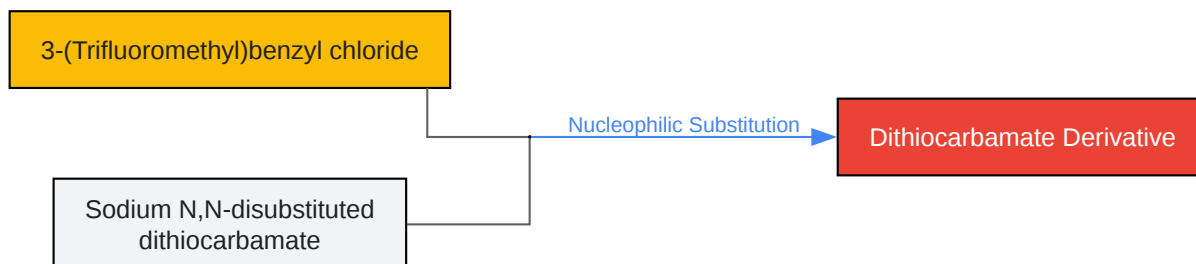 3-(Trifluoromethyl)benzyl chloride
Nucleophilic Substitution
Dithiocarbamate Derivative
Sodium N,N-disubstituted
dithiocarbamate